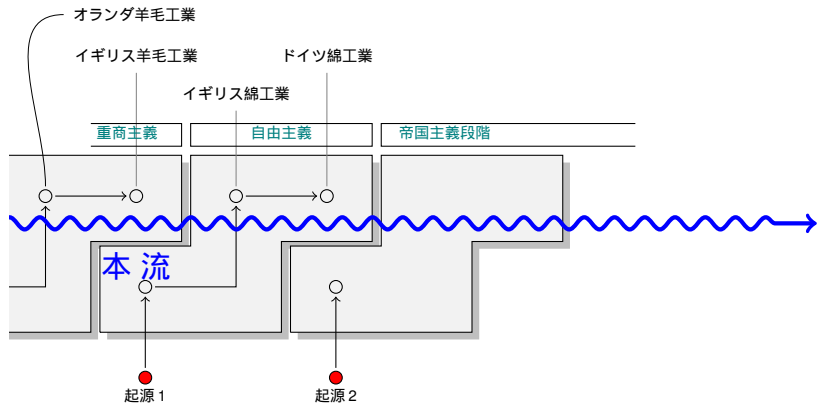 オランダ羊毛工業
イギリス羊毛工業
ドイツ綿工業
イギリス綿工業
重商主義
自由主義
帝国主義段階
本流
起源1
起源2